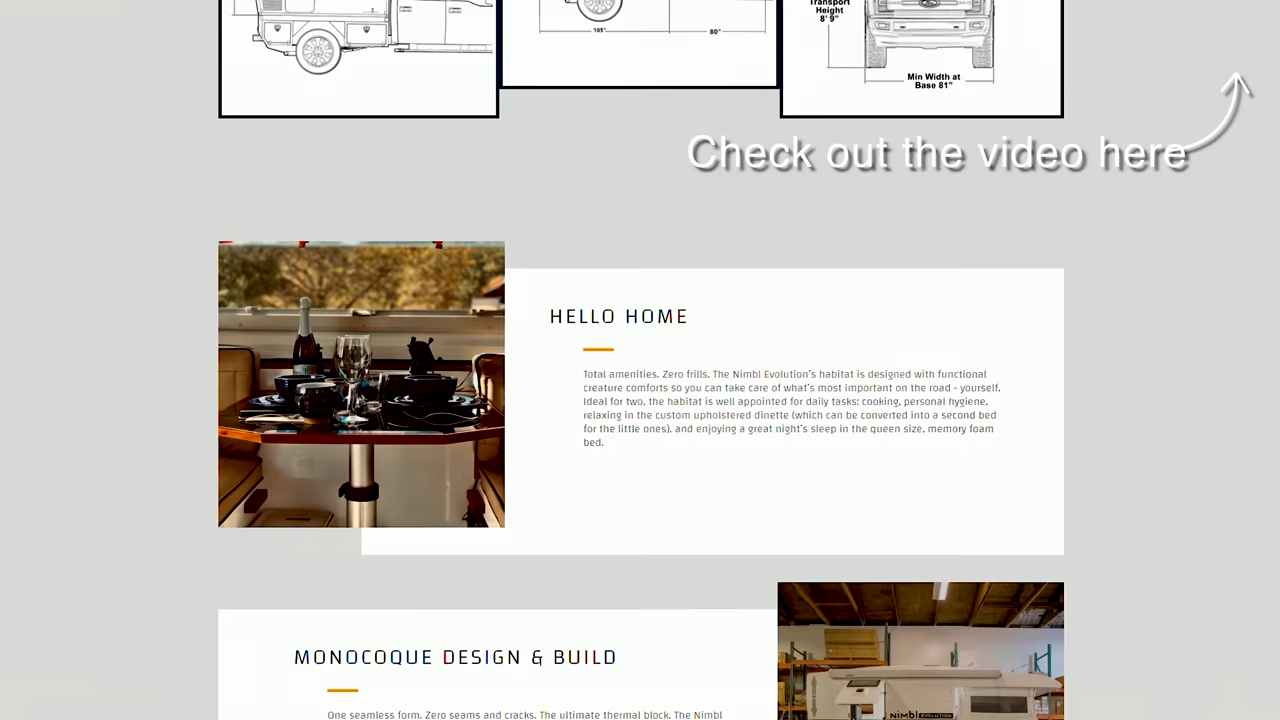 Transport
Height
8' 9"
105"
80"
Min Width at
Base 81"
Check out the video here
HELLO HOME
Total amenities. Zero frills. The Nimbl Evolution's habitat is designed with functional
creature comforts so you can take care of what's most important on the road - yourself.
Ideal for two, the habitat is well appointed for daily tasks: cooking, personal hygiene,
relaxing in the custom upholstered dinette (which can be converted into a second bed
for the little ones), and enjoying a great night's sleep in the queen size, memory foam
bed.
MONOCOQUE DESIGN & BUILD
One seamless form. Zero seams and cracks. The ultimate thermal block. The Nimbl
nimbl EVOLUTION